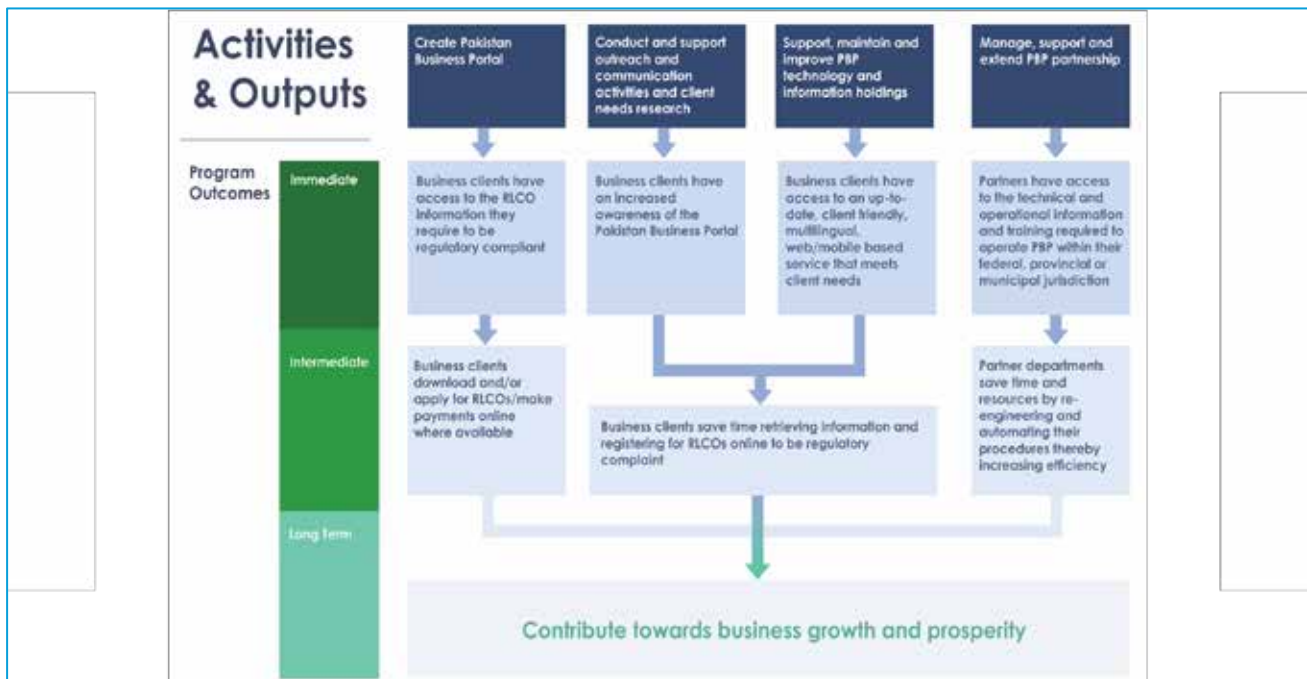 Activities
& Outputs
Create Pakistan
Business Portal
Conduct and support
outreach and
communication
activities and client
needs research
Support, maintain and
improve PBP
technology and
information holdings
Manage, support and
extend PBP partnership
Program
Outcomes
Immediate
Business clients have
access to the RLCO
information they
require to be
regulatory compliant
Business clients have
an increased
awareness of the
Pakistan Business Portal
Business clients have
access to an up-to-
date, client friendly,
multilingual,
web/mobile based
service that meets
client needs
Partners have access
to the technical and
operational information
and training required to
operate PBP within their
federal, provincial or
municipal jurisdiction
Intermediate
Business clients
download and/or
apply for RLCOs/make
payments online
where available
Business clients save time retrieving information and
registering for RLCOs online to be regulatory
complaint
Partner departments
save time and
resources by re-
engineering and
automating their
procedures thereby
increasing efficiency
Long Term
Contribute towards business growth and prosperity